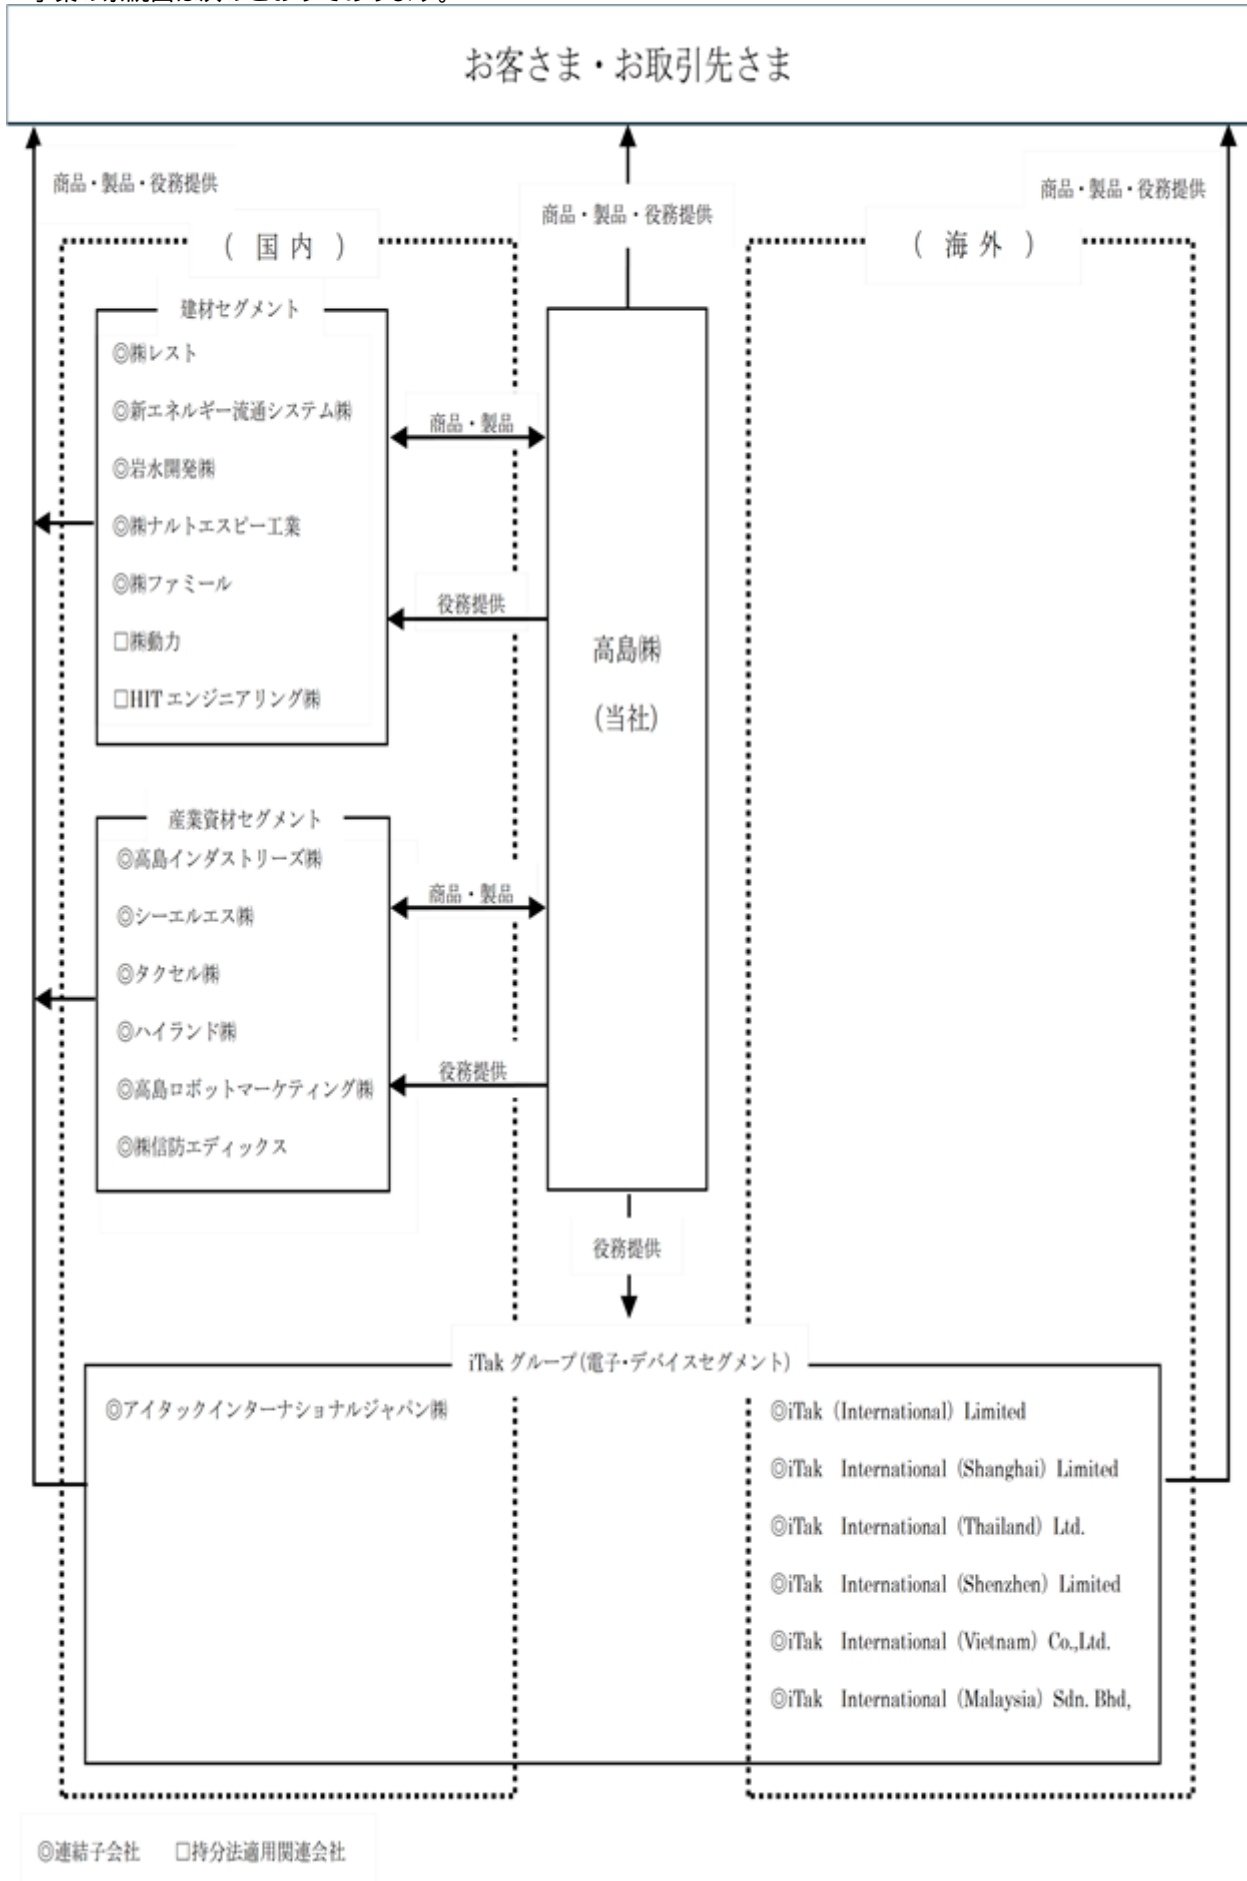 お客さま・お取引先さま
商品・製品・役務提供
商品・製品・役務提供
商品・製品・役務提供
(国内)
(海外)
建材セグメント
◎㈱レスト
◎新エネルギー流通システム㈱
◎岩水開発㈱
◎㈱ナルトエスピー工業
◎㈱ファミール
□㈱動力
□HITエンジニアリング㈱
商品・製品
役務提供
高島㈱
(当社)
産業資材セグメント
◎高島インダストリーズ㈱
◎シーエルエス㈱
◎タクセル㈱
◎ハイランド㈱
◎高島ロボットマーケティング㈱
◎㈱信防エディックス
商品・製品
役務提供
役務提供
iTakグループ(電子・デバイスセグメント)
◎アイタックインターナショナルジャパン㈱
◎iTak (International) Limited
◎iTak International (Shanghai) Limited
◎iTak International (Thailand) Ltd.
◎iTak International (Shenzhen) Limited
◎iTak International (Vietnam) Co.,Ltd.
◎iTak International (Malaysia) Sdn. Bhd,
◎連結子会社 □持分法適用関連会社